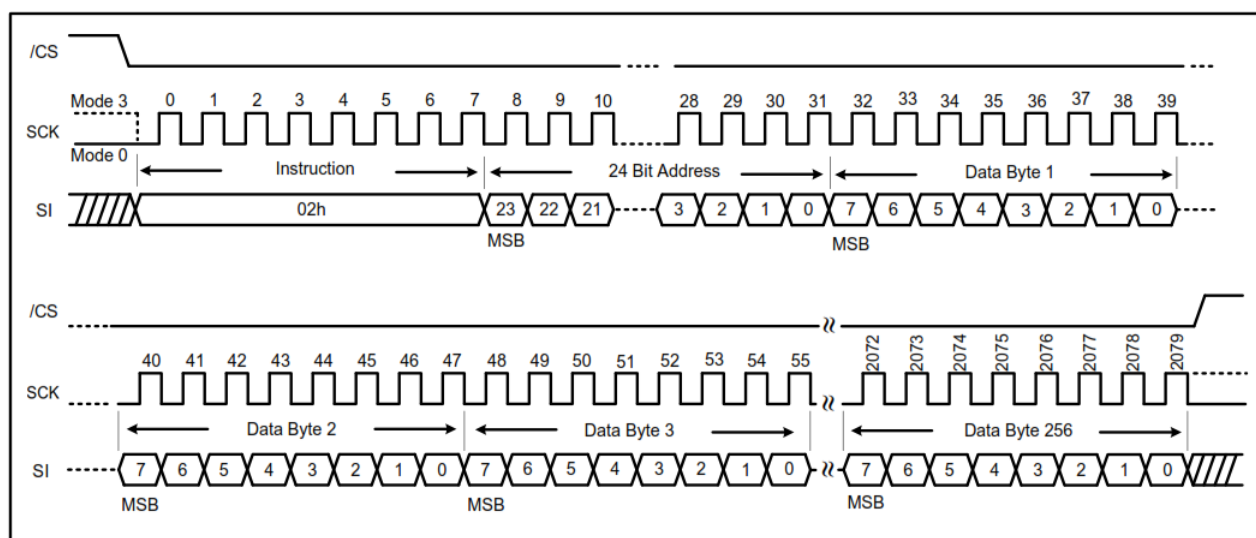 /CS
Mode 3 0 1 2 3 4 5 6 7 8 9 10 28 29 30 31 32 33 34 35 36 37 38 39
SCK
Mode 0
Instruction 24 Bit Address Data Byte 1
SI 02h 23 22 21 3 2 1 0 7 6 5 4 3 2 1 0
MSB MSB
/CS
40 41 42 43 44 45 46 47 48 49 50 51 52 53 54 55 2072 2073 2074 2075 2076 2077 2078 2079
SCK
Data Byte 2 Data Byte 3 Data Byte 256
SI 7 6 5 4 3 2 1 0 7 6 5 4 3 2 1 0 7 6 5 4 3 2 1 0
MSB MSB MSB